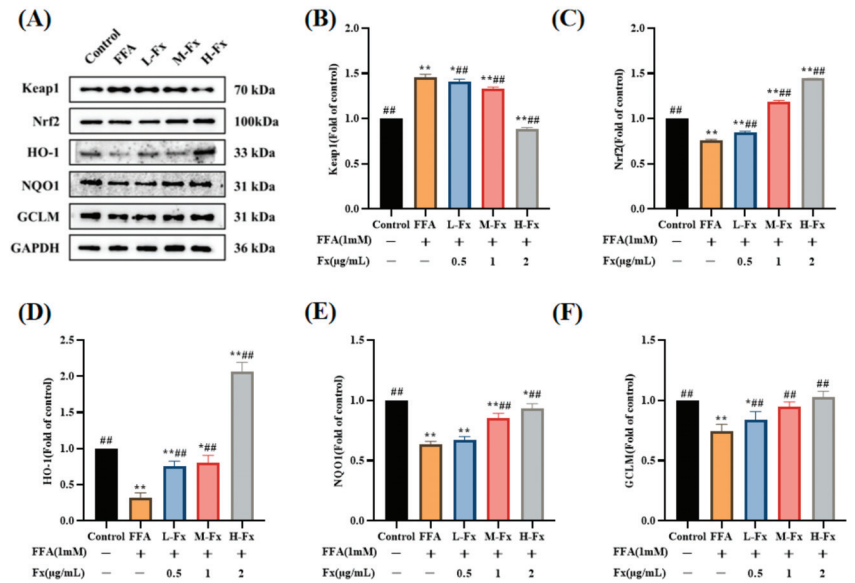 (A)
Control FFA L-Fx M-Fx H-Fx
Keap1 70 kDa
Nrf2 100kDa
HO-1 33 kDa
NQO1 31 kDa
GCLM 31 kDa
GAPDH 36 kDa
(B)
Keap1(Fold of control)
2.0
1.5
1.0
0.5
0.0
## ** *## **## **##
Control FFA L-Fx M-Fx H-Fx
FFA(1mM) — + + + +
Fx(μg/mL) — — 0.5 1 2
(C)
Nrf2(Fold of control)
2.0
1.5
1.0
0.5
0.0
## ** **## **## **##
Control FFA L-Fx M-Fx H-Fx
FFA(1mM) — + + + +
Fx(μg/mL) — — 0.5 1 2
(D)
HO-1(Fold of control)
2.5
2.0
1.5
1.0
0.5
0.0
## ** **## *## **##
Control FFA L-Fx M-Fx H-Fx
FFA(1mM) — + + + +
Fx(μg/mL) — — 0.5 1 2
(E)
NQO1(Fold of control)
1.5
1.0
0.5
0.0
## ** ** **## *##
Control FFA L-Fx M-Fx H-Fx
FFA(1mM) — + + + +
Fx(μg/mL) — — 0.5 1 2
(F)
GCLM(Fold of control)
1.5
1.0
0.5
0.0
## ** *## ## ##
Control FFA L-Fx M-Fx H-Fx
FFA(1mM) — + + + +
Fx(μg/mL) — — 0.5 1 2